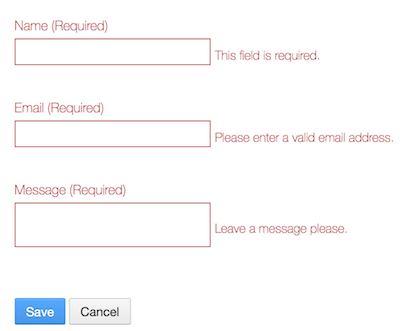 Name (Required)
This field is required.
Email (Required)
Please enter a valid email address.
Message (Required)
Leave a message please.
Save Cancel